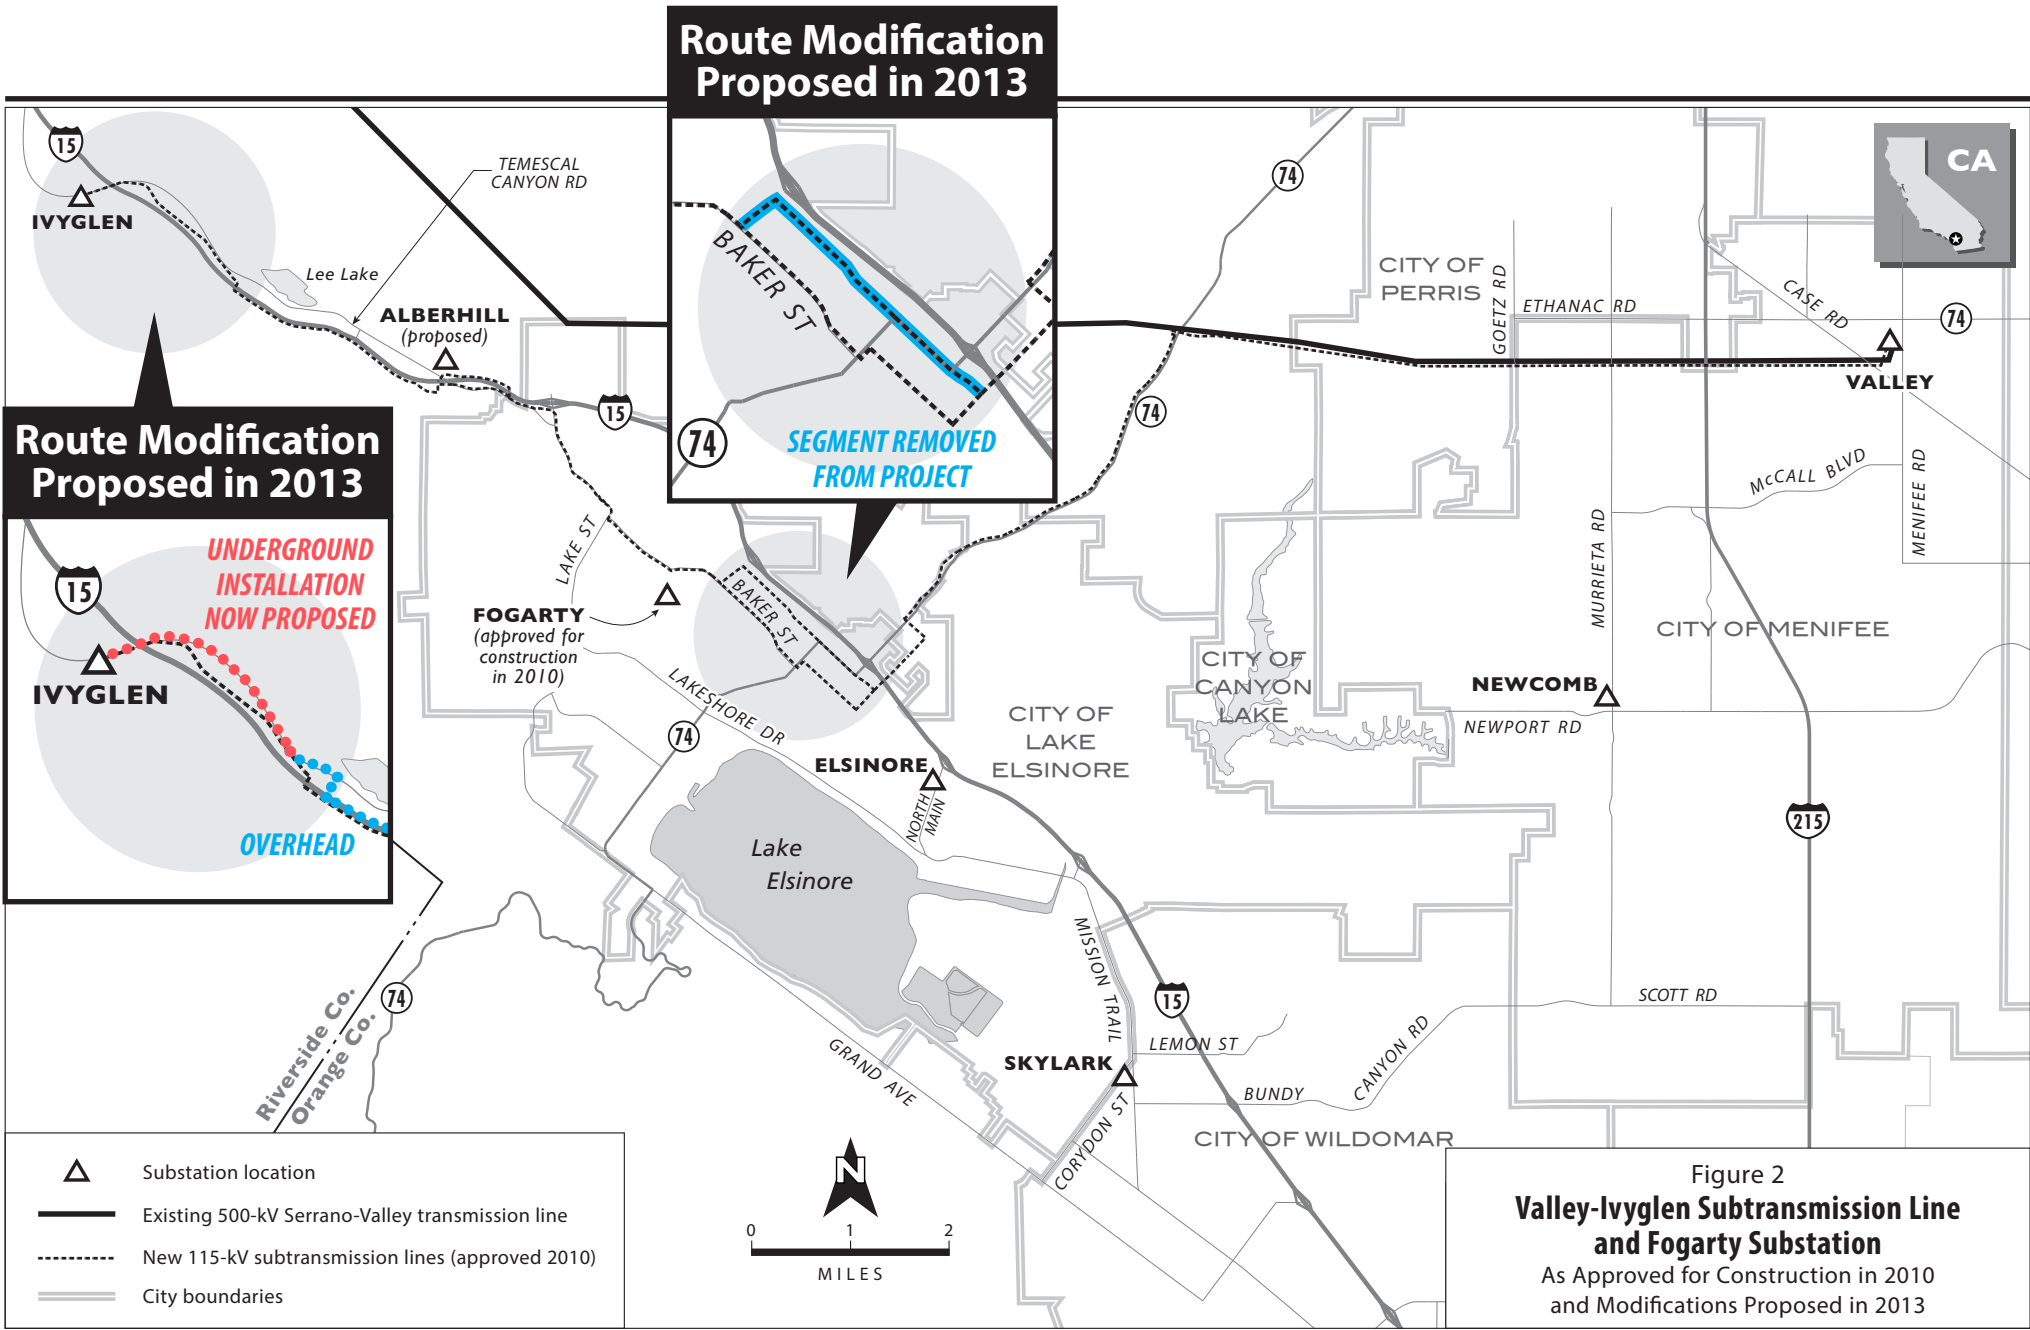 Route Modification
Proposed in 2013
15
TEMESCAL
CANYON RD
IVYGLEN
Lee Lake
ALBERHILL
(proposed)
15
BAKER ST
74
SEGMENT REMOVED
FROM PROJECT
74
CITY OF
PERRIS
GOETZ RD
ETHANAC RD
CASE RD
74
CA
VALLEY
74
McCALL BLVD
MENIFEE RD
MURRIETA RD
Route Modification
Proposed in 2013
UNDERGROUND
INSTALLATION
NOW PROPOSED
15
IVYGLEN
OVERHEAD
LAKE ST
FOGARTY
(approved for
construction
in 2010)
BAKER ST
LAKESHORE DR
74
CITY OF
LAKE
ELSINORE
CITY OF
CANYON
LAKE
CITY OF MENIFEE
NEWCOMB
NEWPORT RD
ELSINORE
NORTH
MAIN
215
Lake
Elsinore
MISSION TRAIL
15
SCOTT RD
74
Riverside Co.
Orange Co.
GRAND AVE
SKYLARK
LEMON ST
BUNDY
CANYON RD
CORYDON ST
CITY OF WILDOMAR
Substation location
Existing 500-kV Serrano-Valley transmission line
New 115-kV subtransmission lines (approved 2010)
City boundaries
N
0 1 2
MILES
Figure 2
Valley-Ivyglen Subtransmission Line
and Fogarty Substation
As Approved for Construction in 2010
and Modifications Proposed in 2013